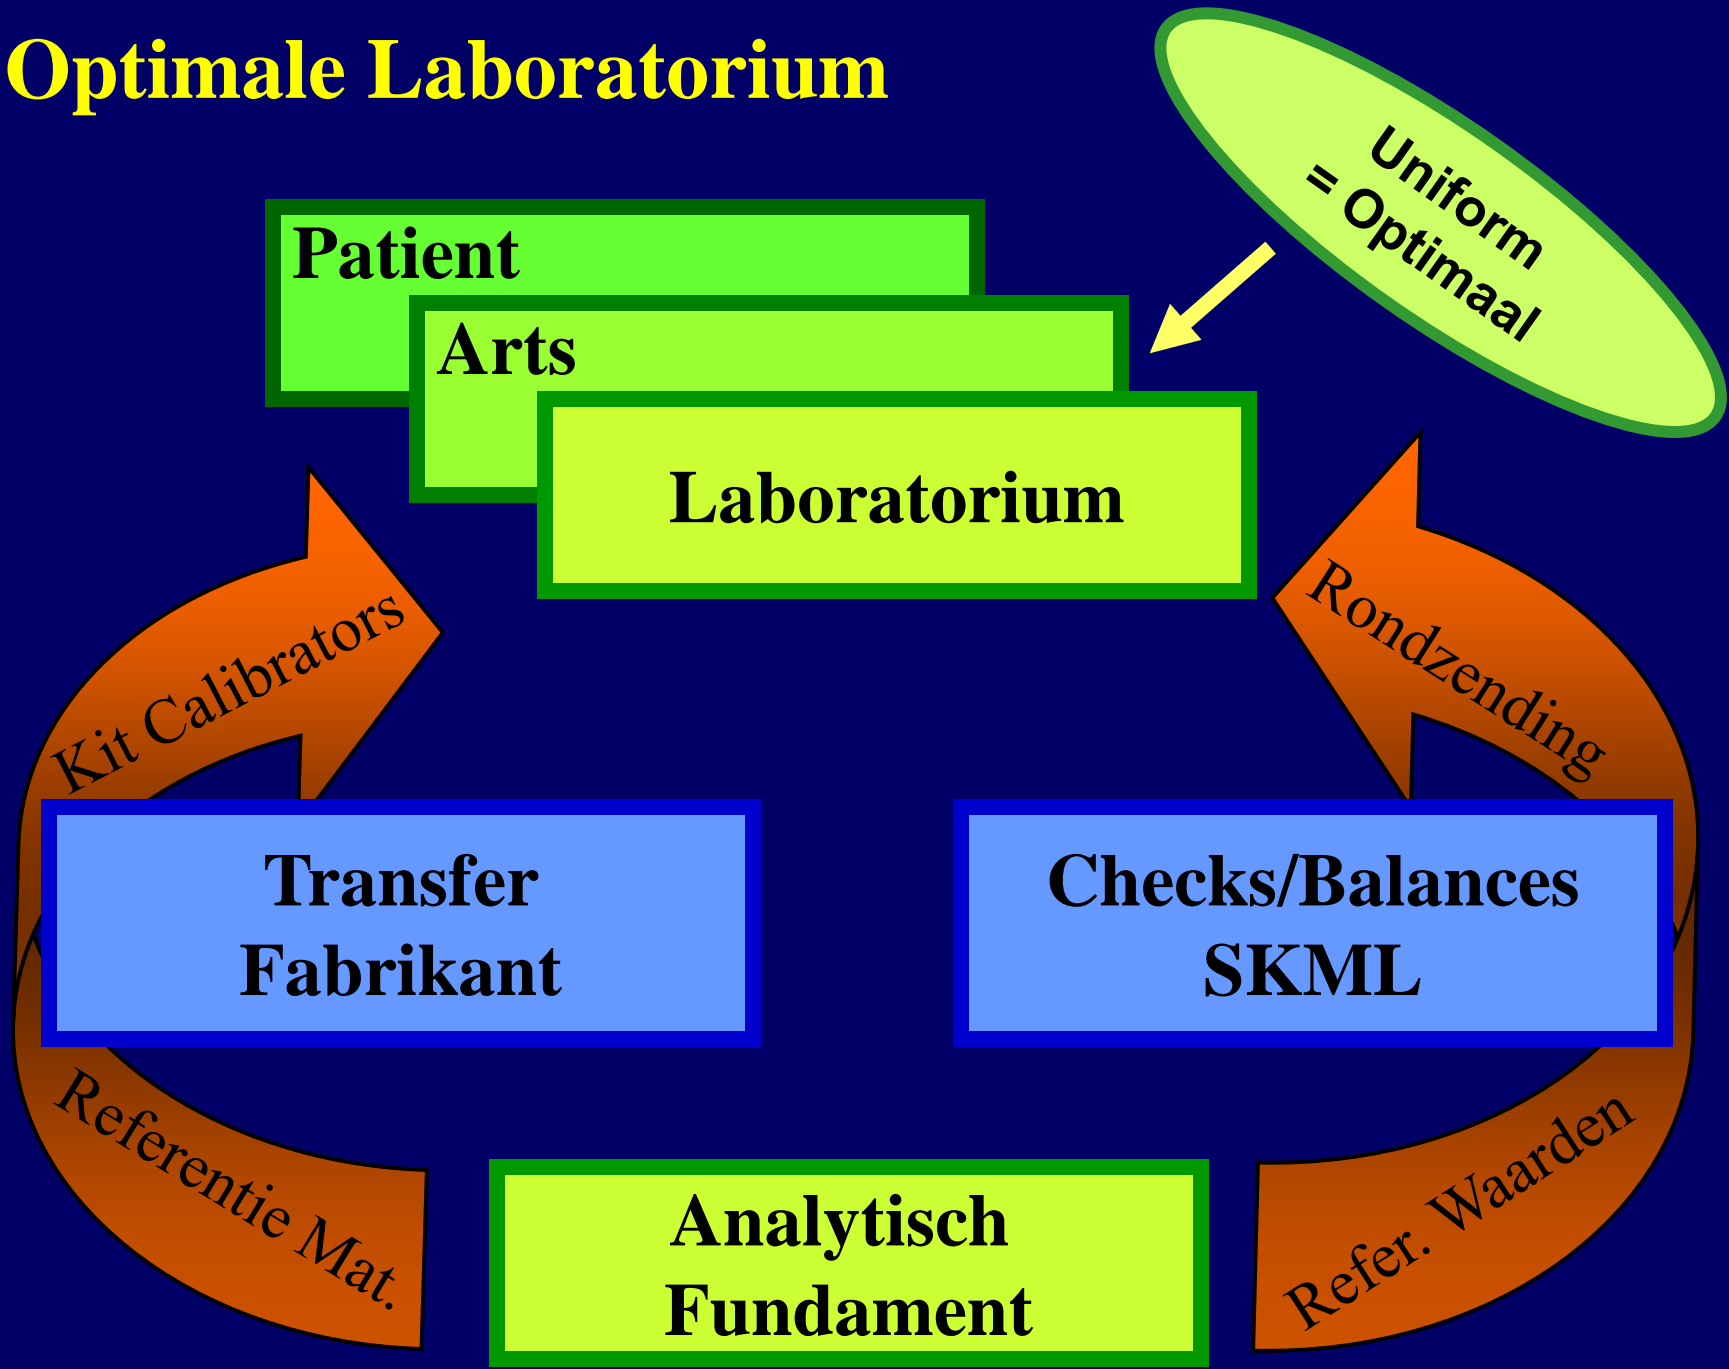 Optimale Laboratorium
Uniform
= Optimaal
Patient
Arts
Laboratorium
Kit Calibrators
Rondzending
Transfer
Fabrikant
Checks/Balances
SKML
Referentie Mat.
Refer. Waarden
Analytisch
Fundament